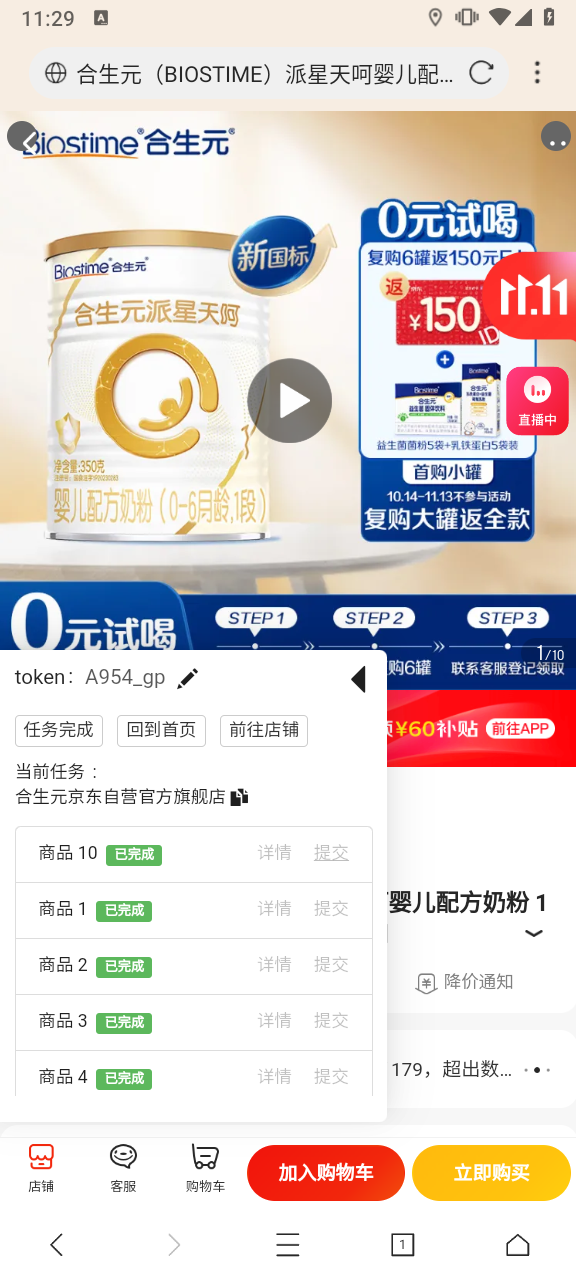 11:29
A
合生元（BIOSTIME）派星天呵婴儿配...
Biostime®合生元®
新国标
Biostime®合生元®
合生元派星天呵
净含量:350克
婴儿配方奶粉（0-6月龄,1段）
0元试喝
复购6罐返150元
返
¥150
益生菌菌粉5袋+乳铁蛋白5袋装
首购小罐
10.14-11.13不参与活动
复购大罐返全款
11.11
直播中
0元试喝
STEP 1
STEP 2
STEP 3
购6罐
联系客服登记领取
1/10
¥60补贴
前往APP
token： A954_gp
任务完成
回到首页
前往店铺
当前任务：
合生元京东自营官方旗舰店
商品 10 已完成 详情 提交
商品 1 已完成 详情 提交
商品 2 已完成 详情 提交
商品 3 已完成 详情 提交
商品 4 已完成 详情 提交
婴儿配方奶粉 1
降价通知
179，超出数...
店铺
客服
购物车
加入购物车
立即购买
1